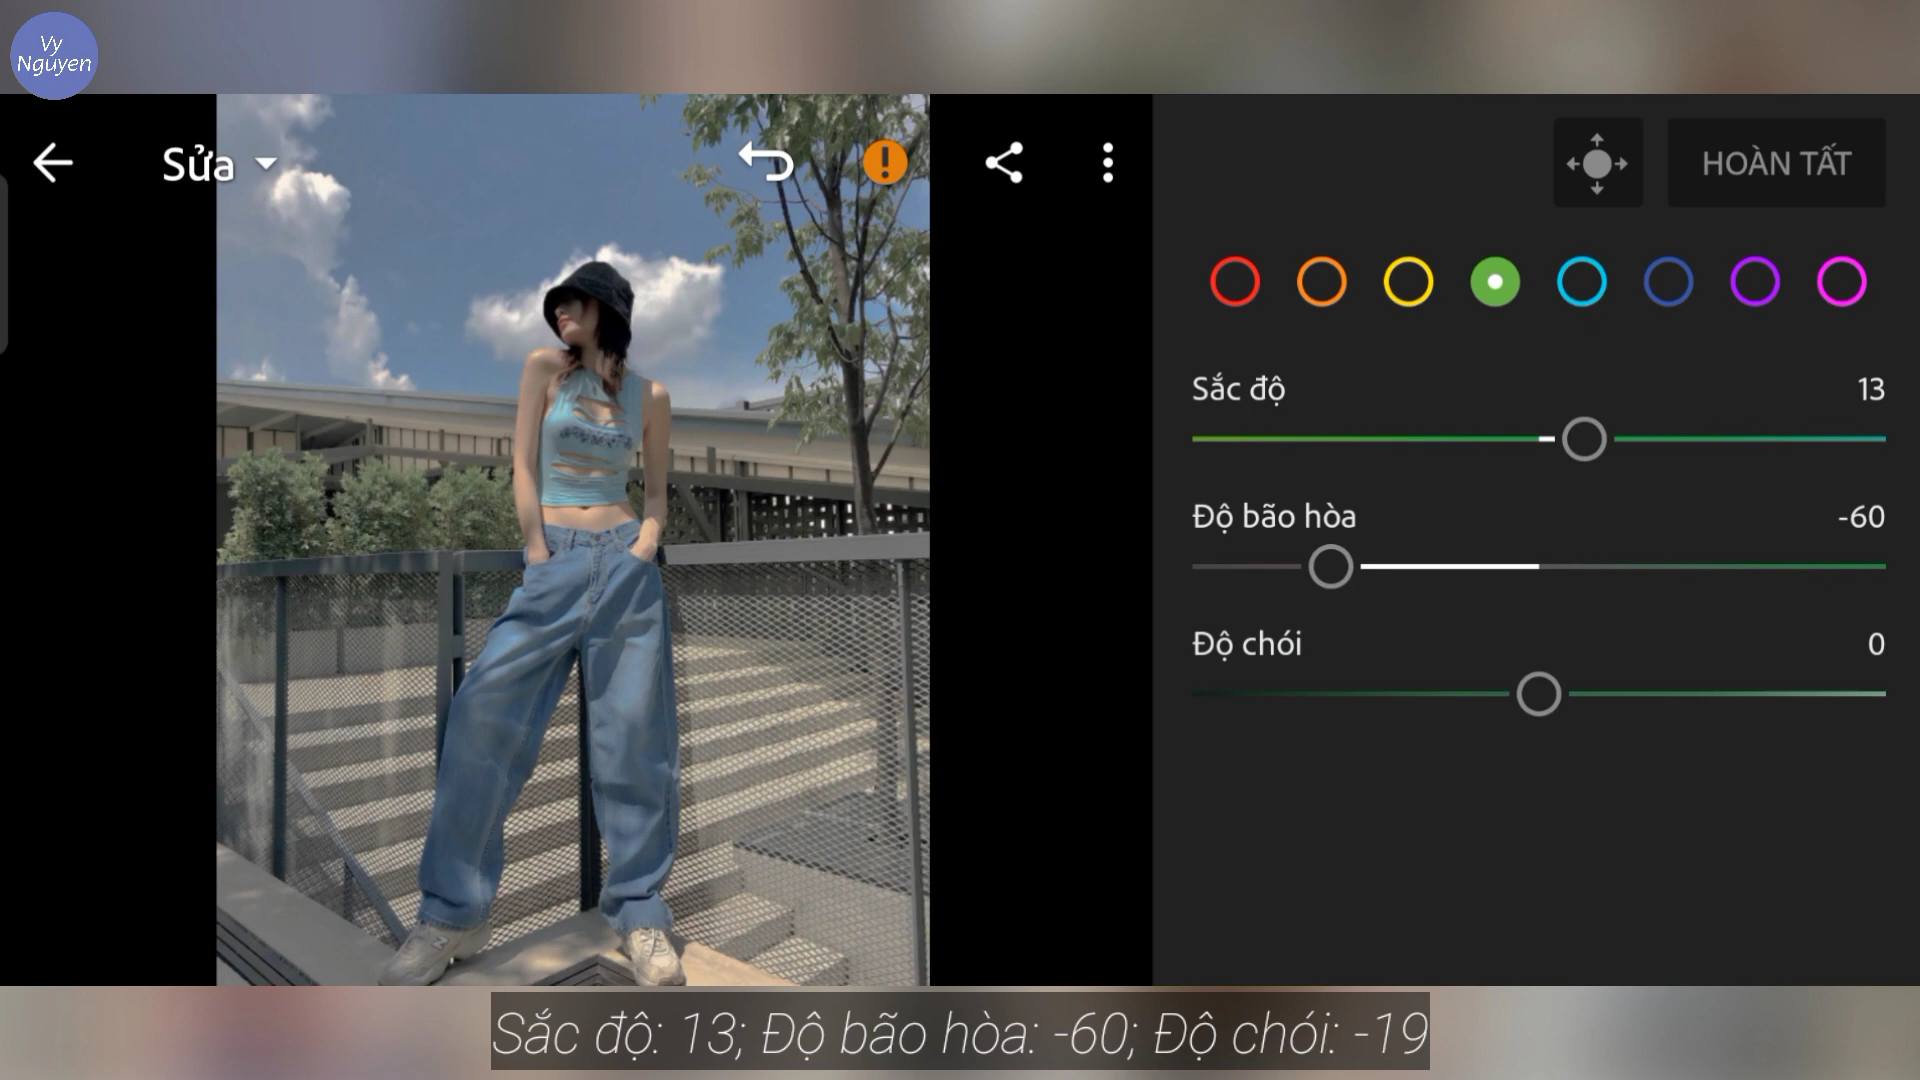 Vy
Nguyen
Sửa
HOÀN TẤT
Sắc độ 13
Độ bão hòa -60
Độ chói 0
Sắc độ: 13; Độ bão hòa: -60; Độ chói: -19